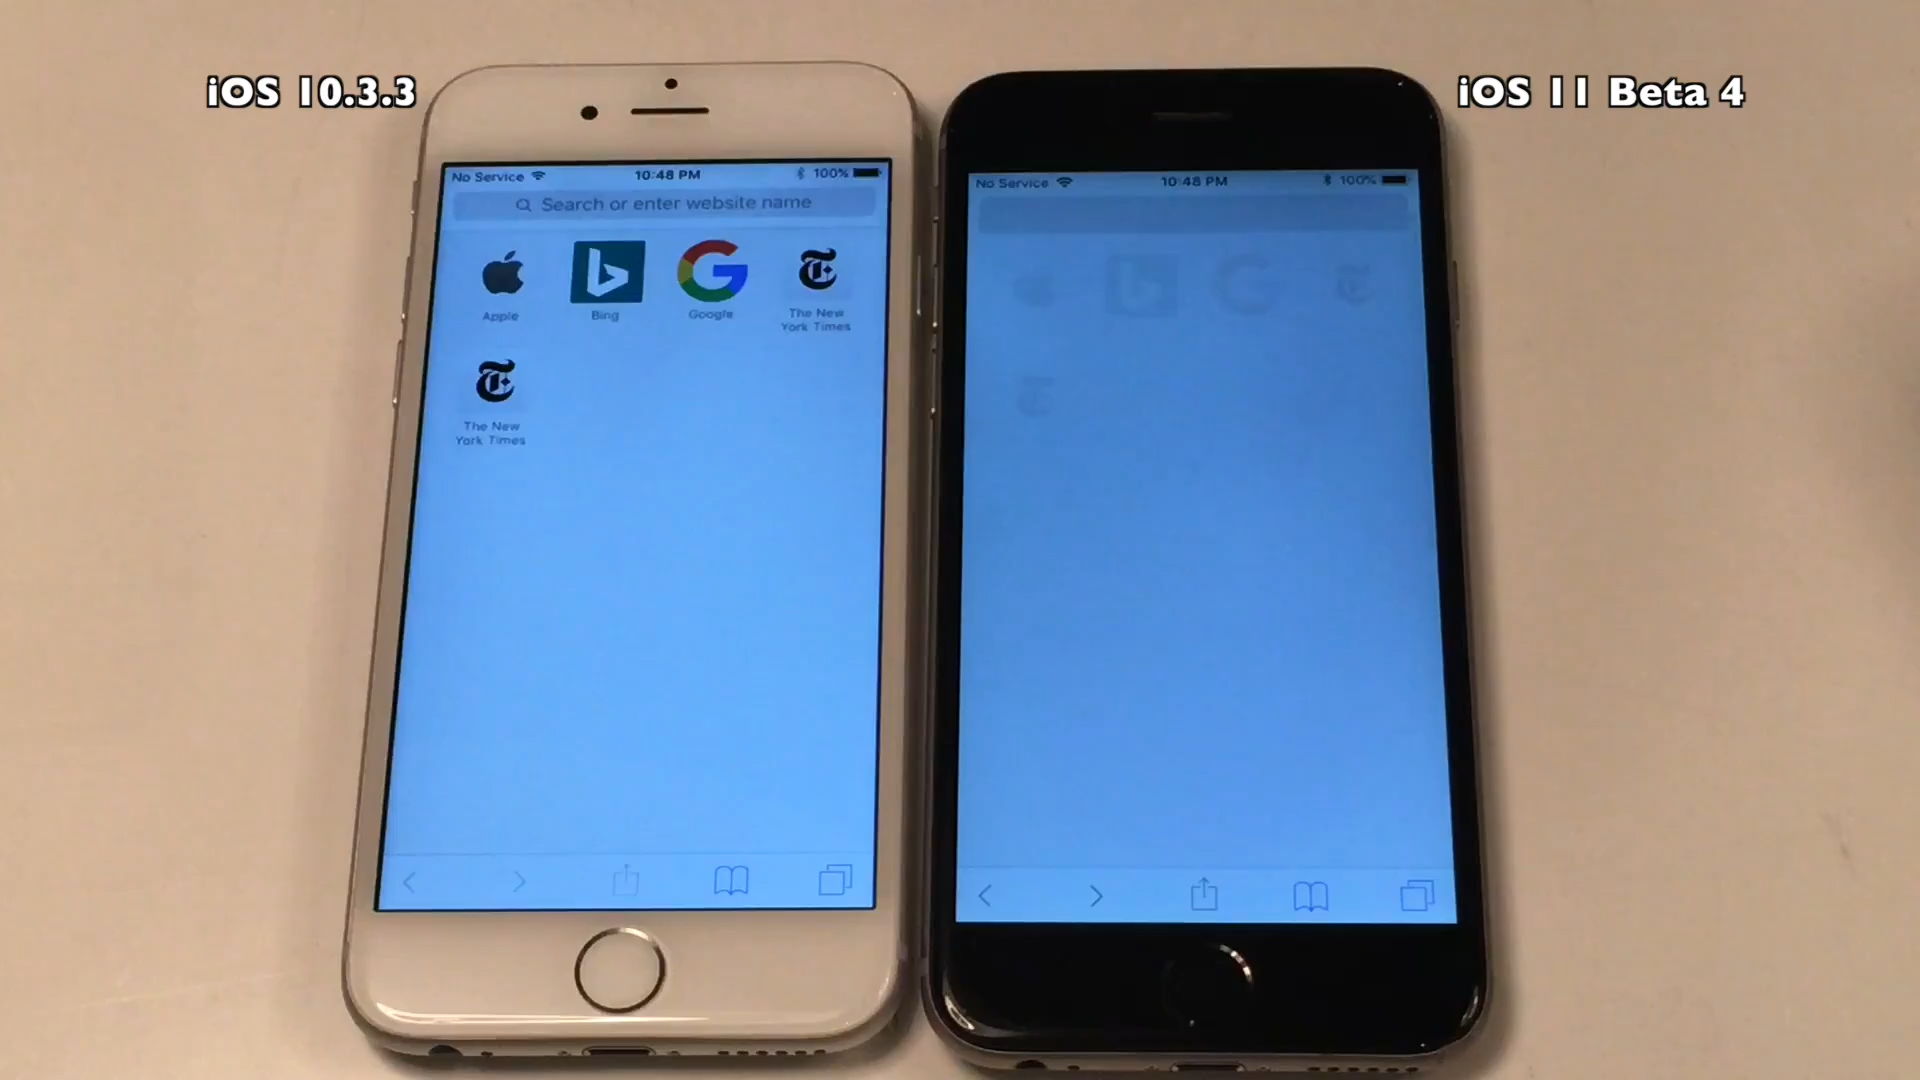 iOS 10.3.3
iOS 11 Beta 4
No Service 10:48 PM 100%
Search or enter website name
Apple
Bing
Google
The New
York Times
The New
York Times
No Service 10:48 PM 100%